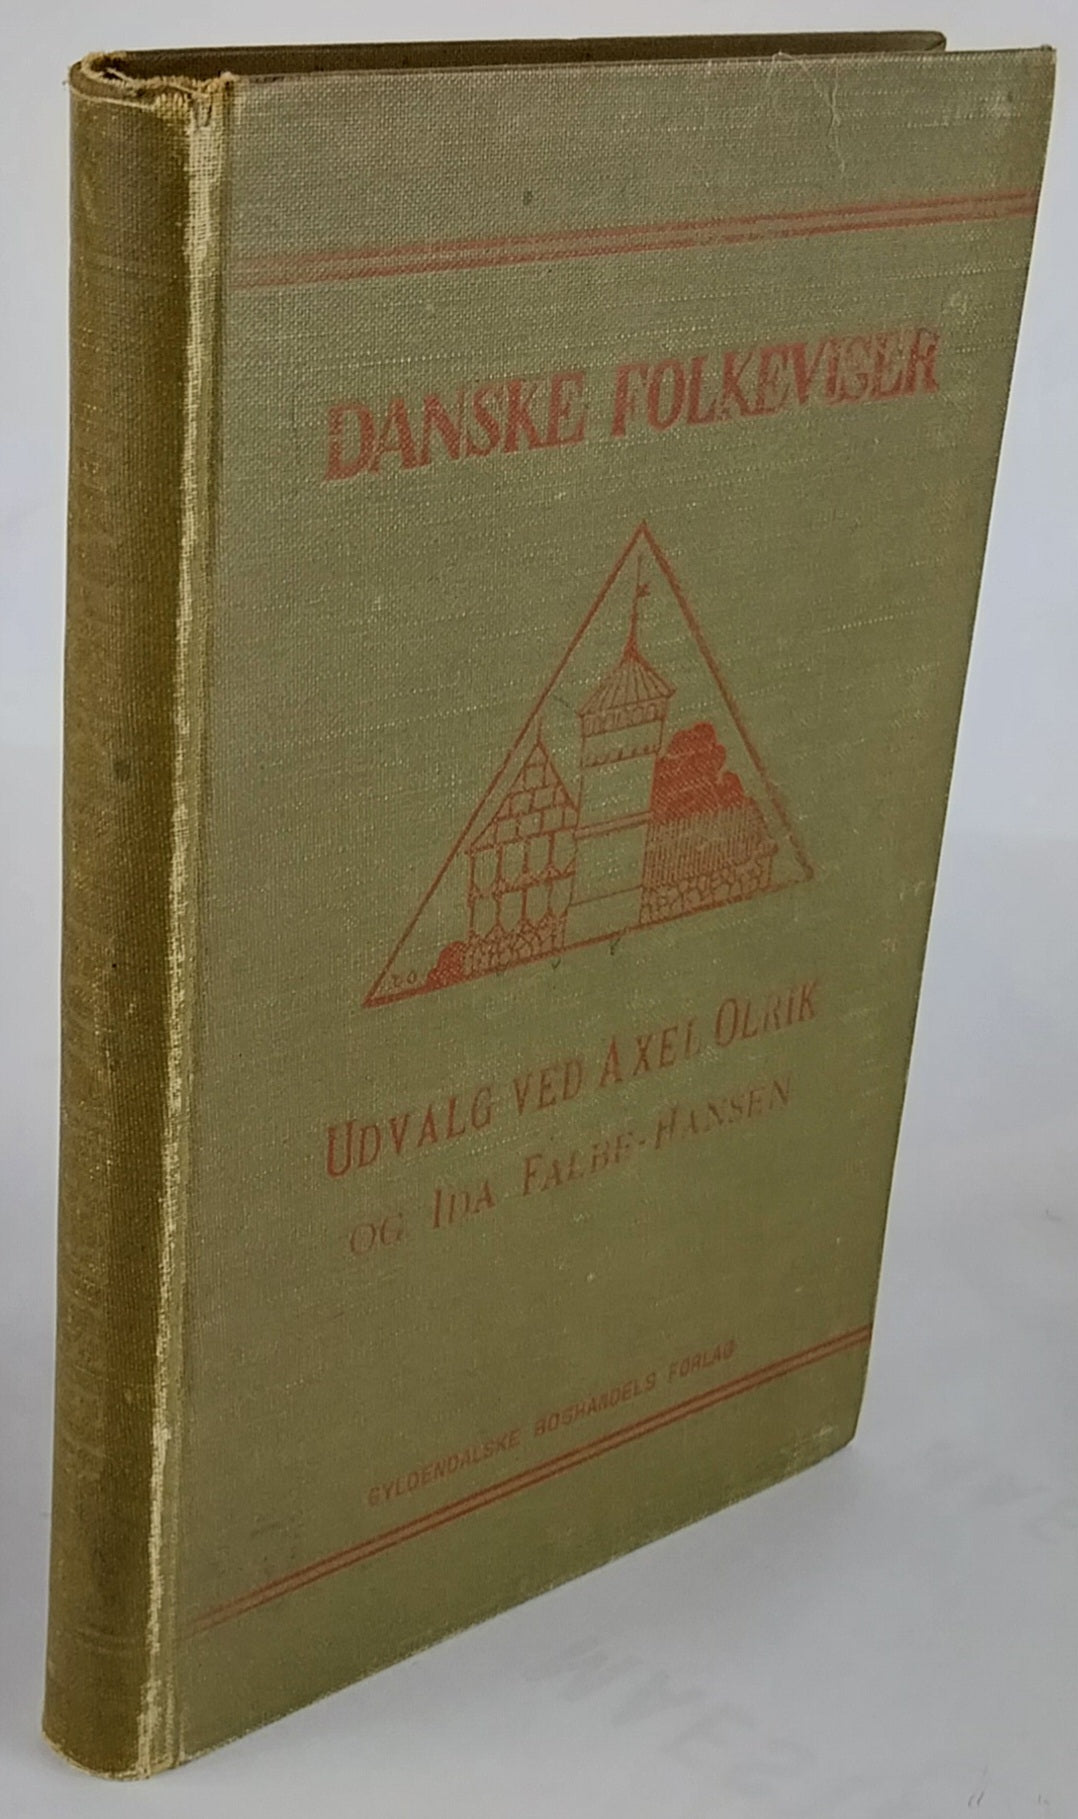 DANSKE FOLKEVISER
UDVALG VED AXEL OLRIK
OG IDA FALBE-HANSEN
GYLDENDALSKE BOGHANDELS FORLAG